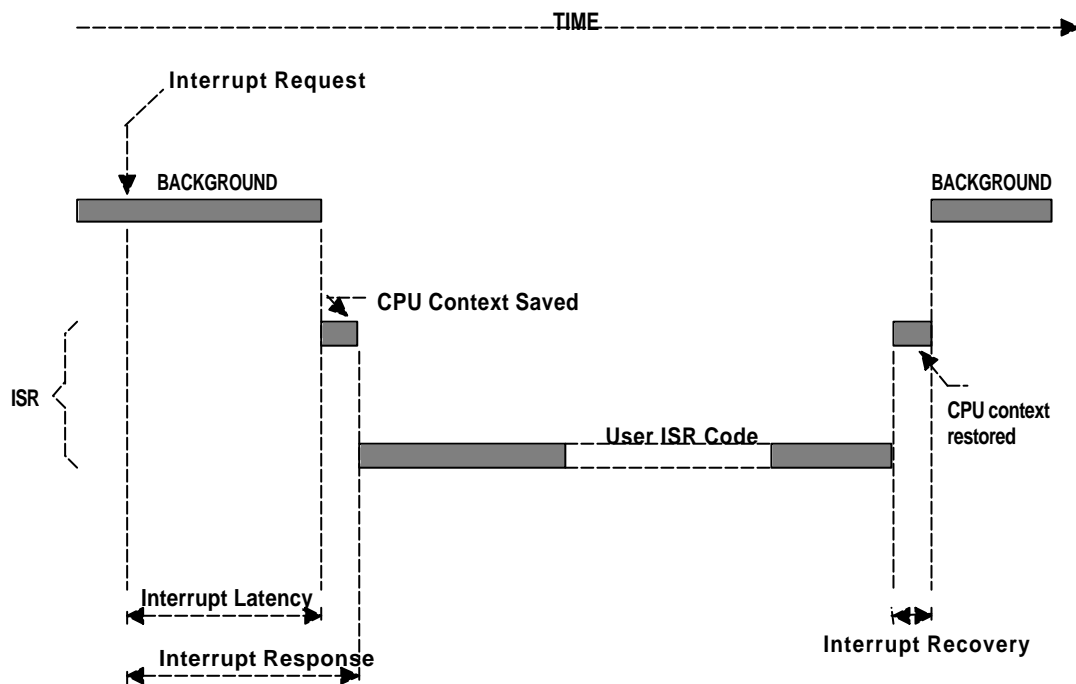 TIME
Interrupt Request
BACKGROUND
BACKGROUND
CPU Context Saved
ISR
CPU context
restored
User ISR Code
Interrupt Latency
Interrupt Recovery
Interrupt Response